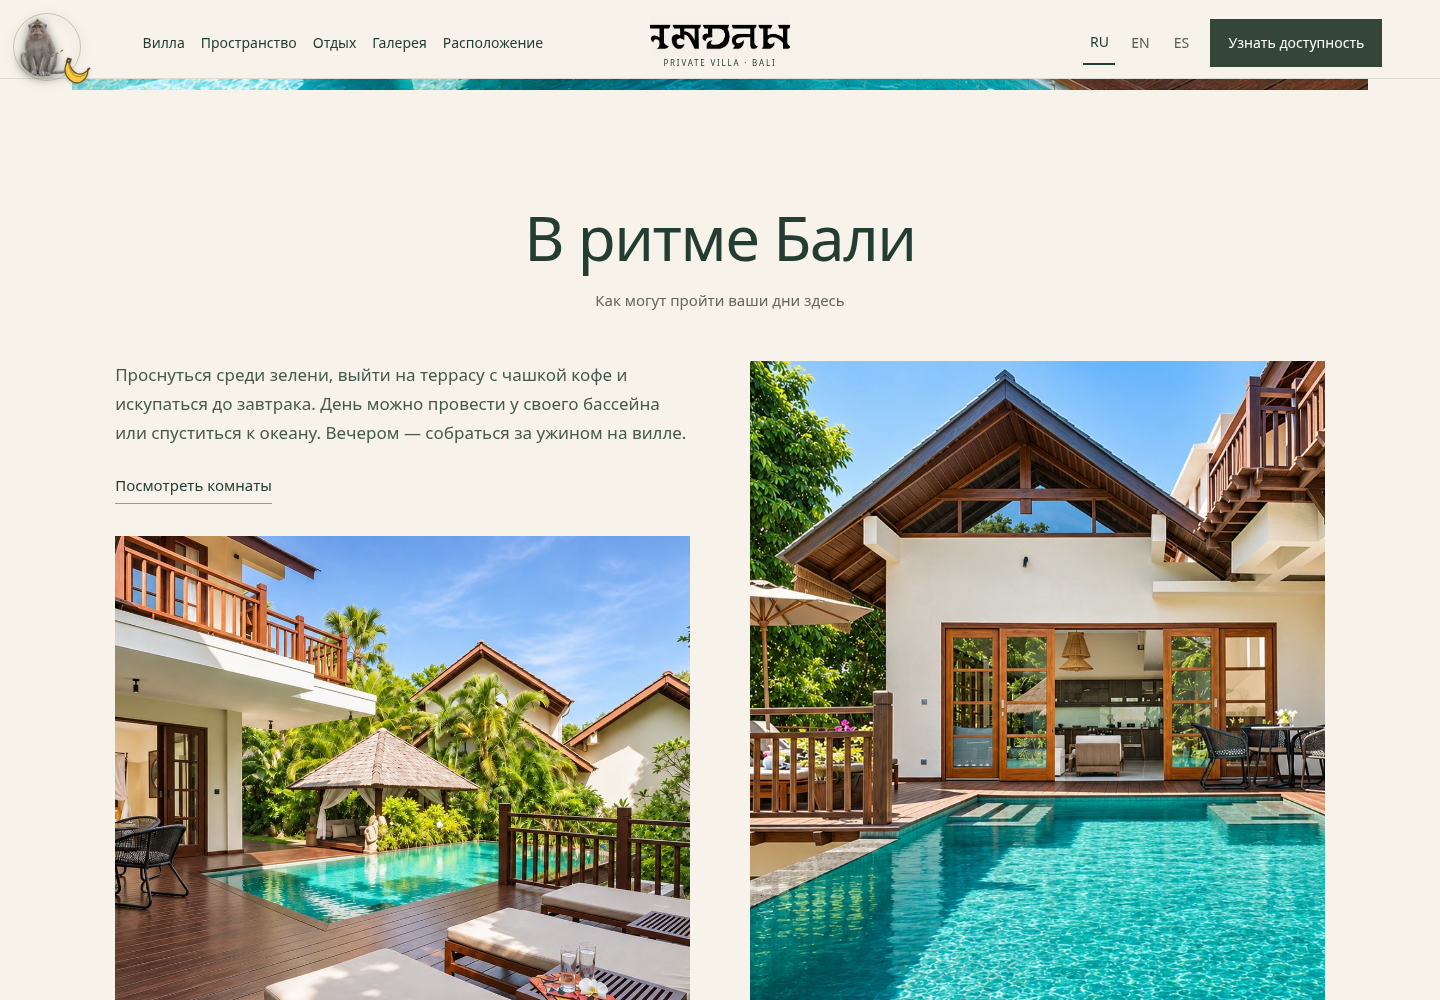 Вилла Пространство Отдых Галерея Расположение
INDAH
PRIVATE VILLA · BALI
RU EN ES
Узнать доступность
В ритме Бали
Как могут пройти ваши дни здесь
Проснуться среди зелени, выйти на террасу с чашкой кофе и
искупаться до завтрака. День можно провести у своего бассейна
или спуститься к океану. Вечером — собраться за ужином на вилле.
Посмотреть комнаты